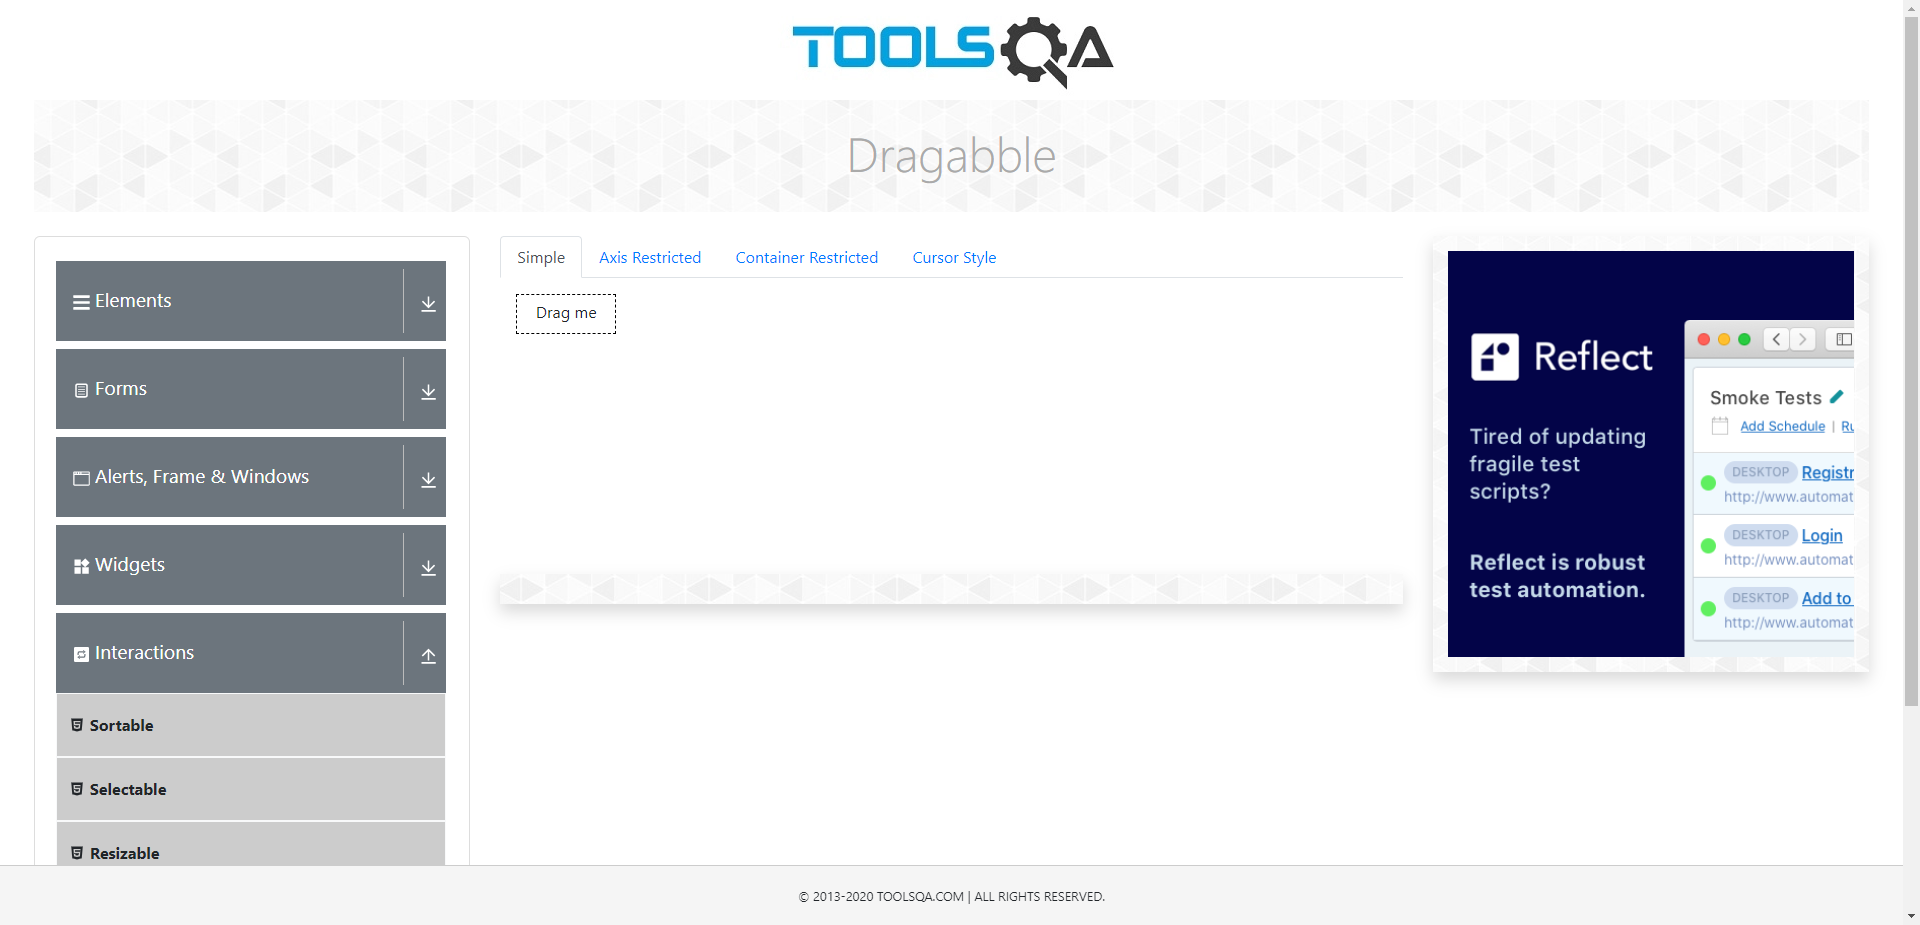 TOOLSQA
Dragabble
Elements
Forms
Alerts, Frame & Windows
Widgets
Interactions
Sortable
Selectable
Resizable
Simple
Axis Restricted
Container Restricted
Cursor Style
Drag me
Reflect
Tired of updating
fragile test
scripts?
Reflect is robust
test automation.
Smoke Tests
Add Schedule | Ru
DESKTOP Registr
http://www.automat
DESKTOP Login
http://www.automat
DESKTOP Add to
http://www.automat
© 2013-2020 TOOLSQA.COM | ALL RIGHTS RESERVED.